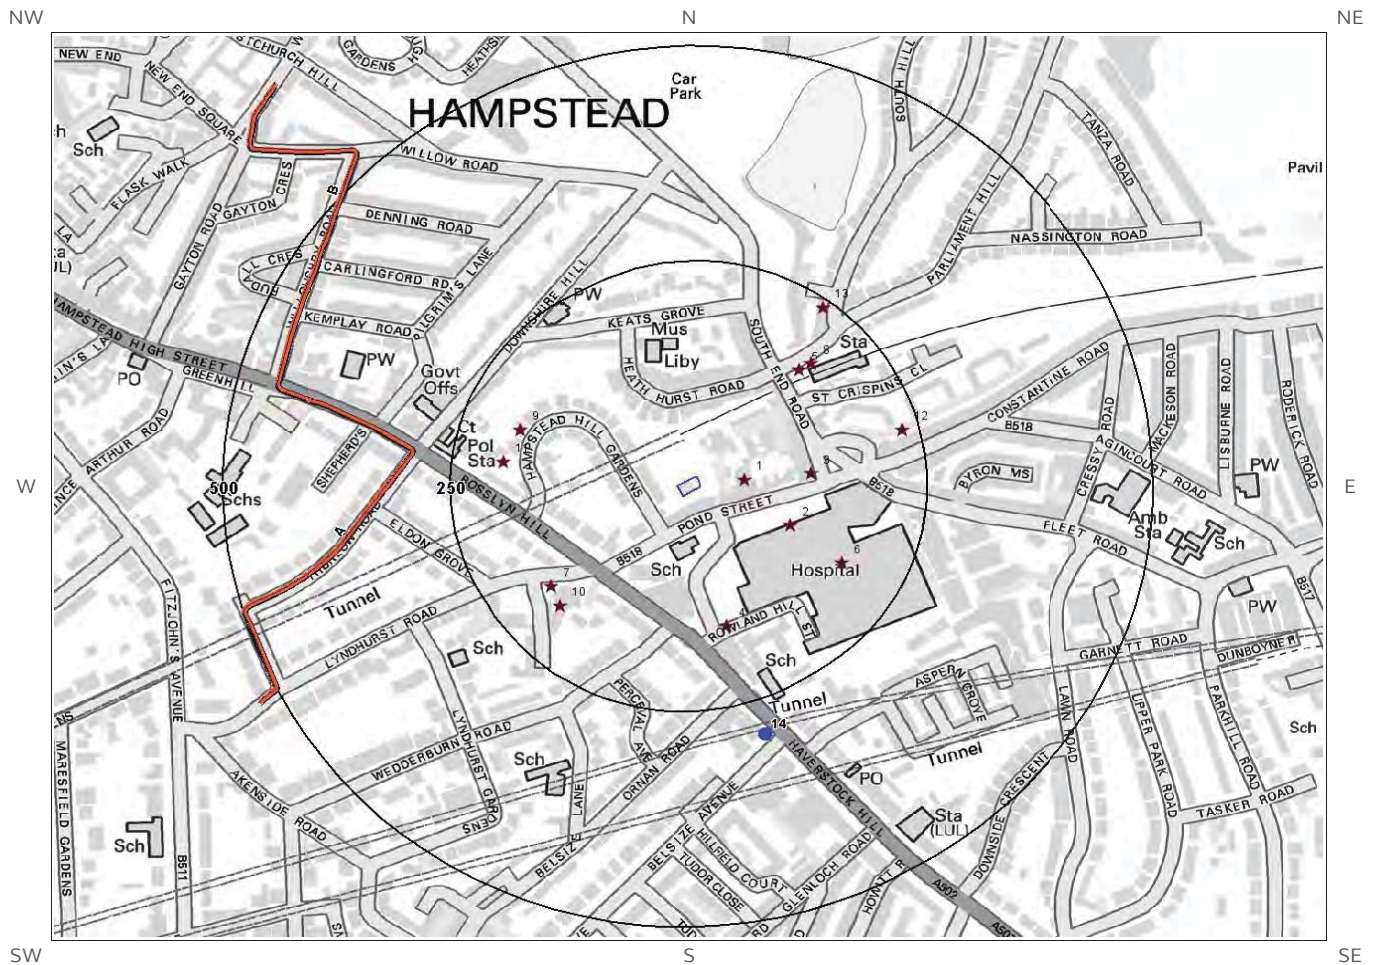 NW
N
NE
NEW END
NEW END SQUARE
GARDENS
Car
Park
HAMPSTEAD
SOUTH HILL
TANZA ROAD
Sch
WILLOW ROAD
Pavil
FLASK WALK
GAYTON CRES
B
PARLIAMENT HILL
GAYTON ROAD
DENNING ROAD
NASSINGTON ROAD
CARLINGFORD RD
PILGRIM'S LANE
DOWNSHIRE HILL
PW
13
KEMPLAY ROAD
KEATS GROVE
HAMPSTEAD HIGH STREET
GREENHILL
PO
PW
Mus
Liby
SOUTH END ROAD
Sta
Govt
Offs
HEATH HURST ROAD
ST CRISPINS CL
CONSTANTINE ROAD
MACKESON ROAD
LISBURNE ROAD
RODERICK ROAD
ARTHUR ROAD
SHEPHERD'S
Ct
Pol
Sta
9
HAMPSTEAD HILL GARDENS
12
B518
CRESSY ROAD
AGINCOURT ROAD
W
500
Schs
250
1
BYRON MS
PW
E
ROSSLYN HILL
POND STREET
B518
2
FLEET ROAD
Amb
Sta
Sch
A
ELDON GROVE
B518
Sch
Hospital
6
FITZJOHN'S AVENUE
Tunnel
LYNDHURST ROAD
7
10
ROWLAND HILL ST
PW
B517
Sch
Sch
GARNETT ROAD
DUNBOYNE R
PERCEVAL AVE
Tunnel
14
ASPERN GROVE
LAWN ROAD
UPPER PARK ROAD
PARKHILL ROAD
Sch
MARESFIELD GARDENS
LYNDHURST GARDENS
WEDDERBURN ROAD
ORNAN ROAD
Tunnel
HAVERSTOCK HILL
PO
DOWNSIDE CRESCENT
TASKER ROAD
AKENSIDE ROAD
Sch
BELSIZE LANE
BELSIZE AVENUE
Sta
(LUL)
Sch
B511
HILLFIELD COURT
TUDOR CLOSE
GLENLOCH ROAD
HOWITT R
A502
SW
S
SE